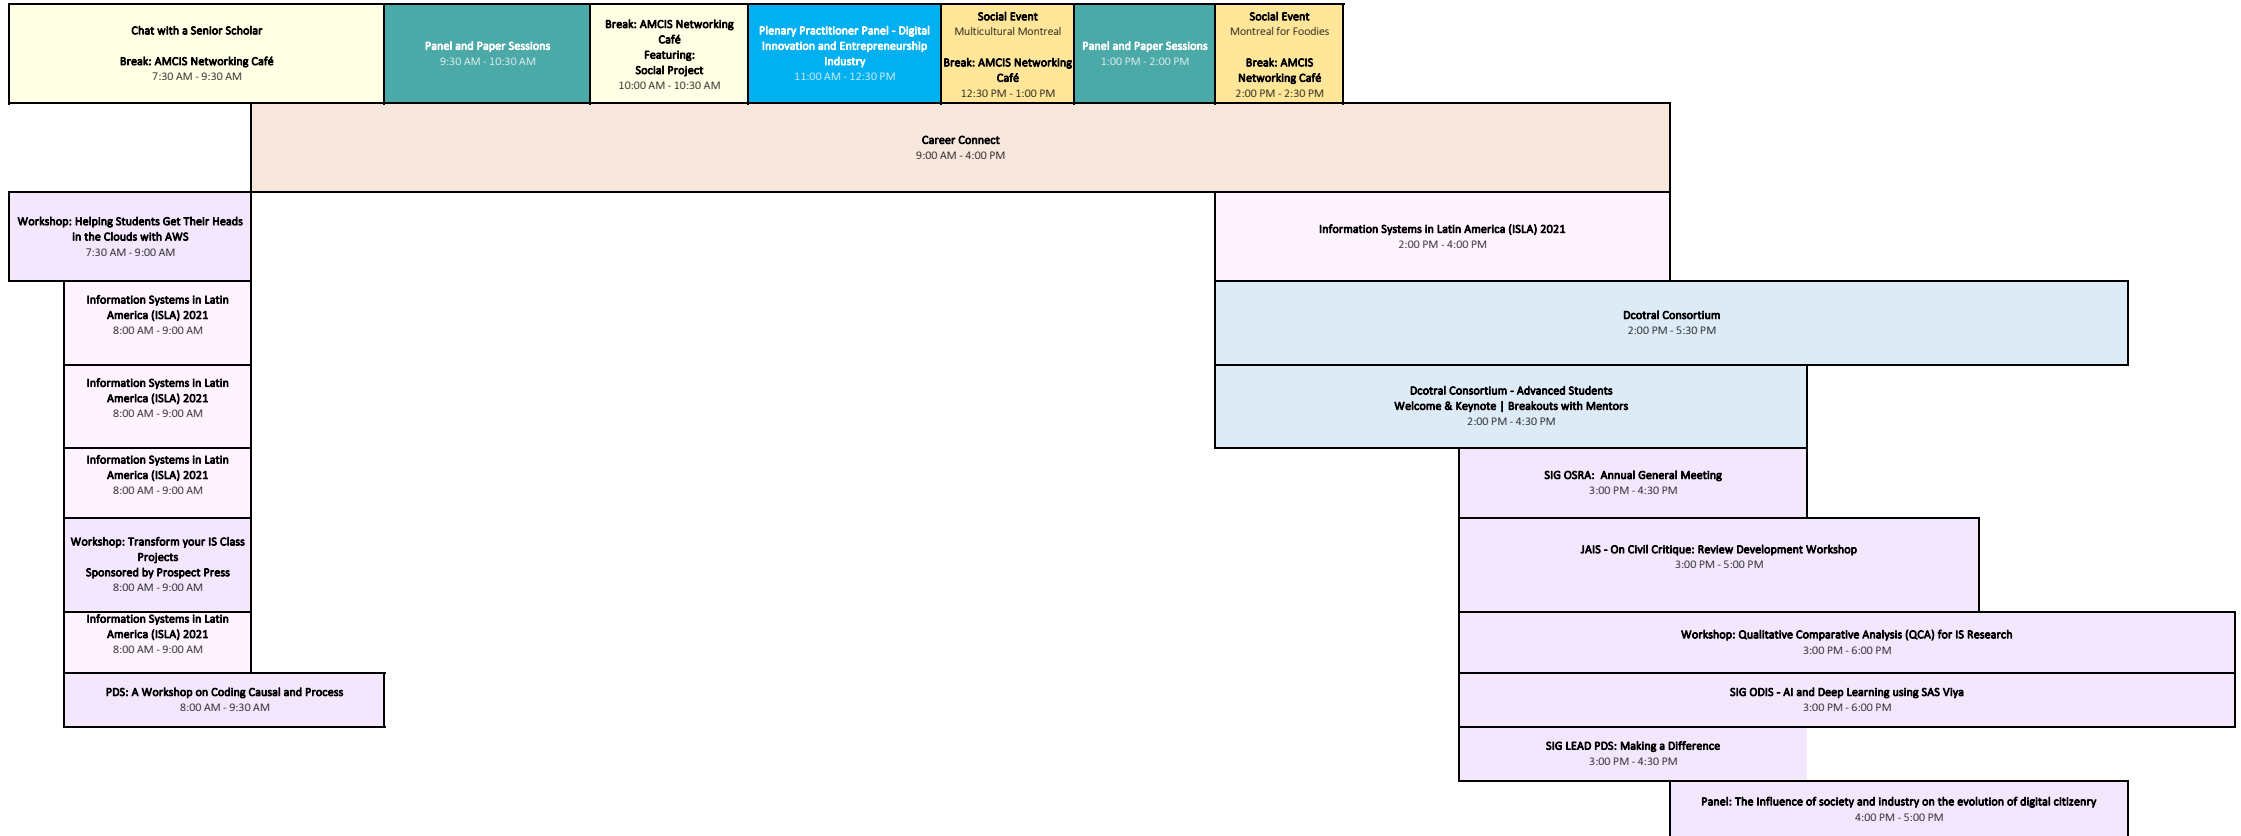 Chat with a Senior Scholar
Break: AMCIS Networking Café
7:30 AM - 9:30 AM
Panel and Paper Sessions
9:30 AM - 10:30 AM
Break: AMCIS Networking
Café
Featuring:
Social Project
10:00 AM - 10:30 AM
Plenary Practitioner Panel - Digital
Innovation and Entrepreneurship
Industry
11:00 AM - 12:30 PM
Social Event
Multicultural Montreal
Break: AMCIS Networking
Café
12:30 PM - 1:00 PM
Panel and Paper Sessions
1:00 PM - 2:00 PM
Social Event
Montreal for Foodies
Break: AMCIS
Networking Café
2:00 PM - 2:30 PM
Career Connect
9:00 AM - 4:00 PM
Workshop: Helping Students Get Their Heads
in the Clouds with AWS
7:30 AM - 9:00 AM
Information Systems in Latin America (ISLA) 2021
2:00 PM - 4:00 PM
Information Systems in Latin
America (ISLA) 2021
8:00 AM - 9:00 AM
Dcotral Consortium
2:00 PM - 5:30 PM
Information Systems in Latin
America (ISLA) 2021
8:00 AM - 9:00 AM
Dcotral Consortium - Advanced Students
Welcome & Keynote | Breakouts with Mentors
2:00 PM - 4:30 PM
Information Systems in Latin
America (ISLA) 2021
8:00 AM - 9:00 AM
SIG OSRA:  Annual General Meeting
3:00 PM - 4:30 PM
Workshop: Transform your IS Class
Projects
Sponsored by Prospect Press
8:00 AM - 9:00 AM
JAIS - On Civil Critique: Review Development Workshop
3:00 PM - 5:00 PM
Information Systems in Latin
America (ISLA) 2021
8:00 AM - 9:00 AM
Workshop: Qualitative Comparative Analysis (QCA) for IS Research
3:00 PM - 6:00 PM
PDS: A Workshop on Coding Causal and Process
8:00 AM - 9:30 AM
SIG ODIS - AI and Deep Learning using SAS Viya
3:00 PM - 6:00 PM
SIG LEAD PDS: Making a Difference
3:00 PM - 4:30 PM
Panel: The Influence of society and industry on the evolution of digital citizenry
4:00 PM - 5:00 PM